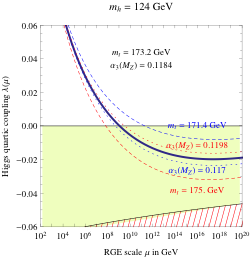 m_h = 124 GeV
0.06
0.04
0.02
0.00
−0.02
−0.04
−0.06
Higgs quartic coupling λ(μ)
m_t = 173.2 GeV
α_3(M_Z) = 0.1184
m_t = 171.4 GeV
α_3(M_Z) = 0.1198
α_3(M_Z) = 0.117
m_t = 175. GeV
10^2 10^4 10^6 10^8 10^10 10^12 10^14 10^16 10^18 10^20
RGE scale μ in GeV